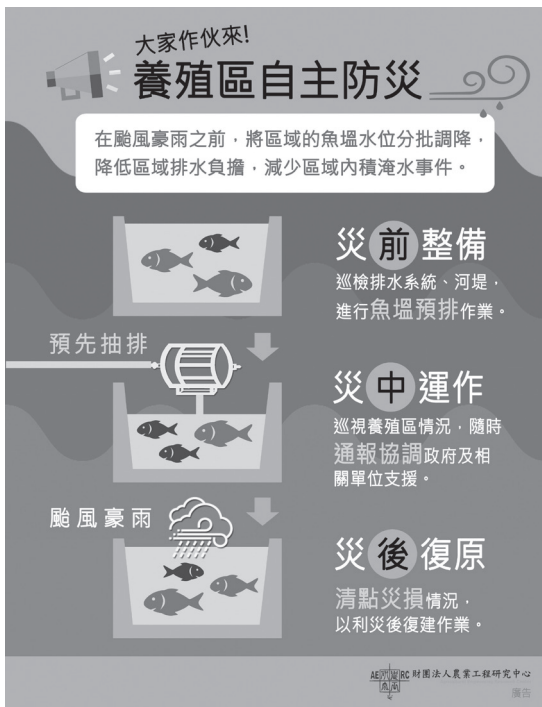 大家作伙來!
養殖區自主防災
在颱風豪雨之前，將區域的魚塭水位分批調降，
降低區域排水負擔，減少區域內積淹水事件。
災前整備
巡檢排水系統、河堤，
進行魚塭預排作業。
預先抽排
災中運作
巡視養殖區情況，隨時
通報協調政府及相
關單位支援。
颱風豪雨
災後復原
清點災損情況，
以利災後復建作業。
AERC 財團法人農業工程研究中心
廣告